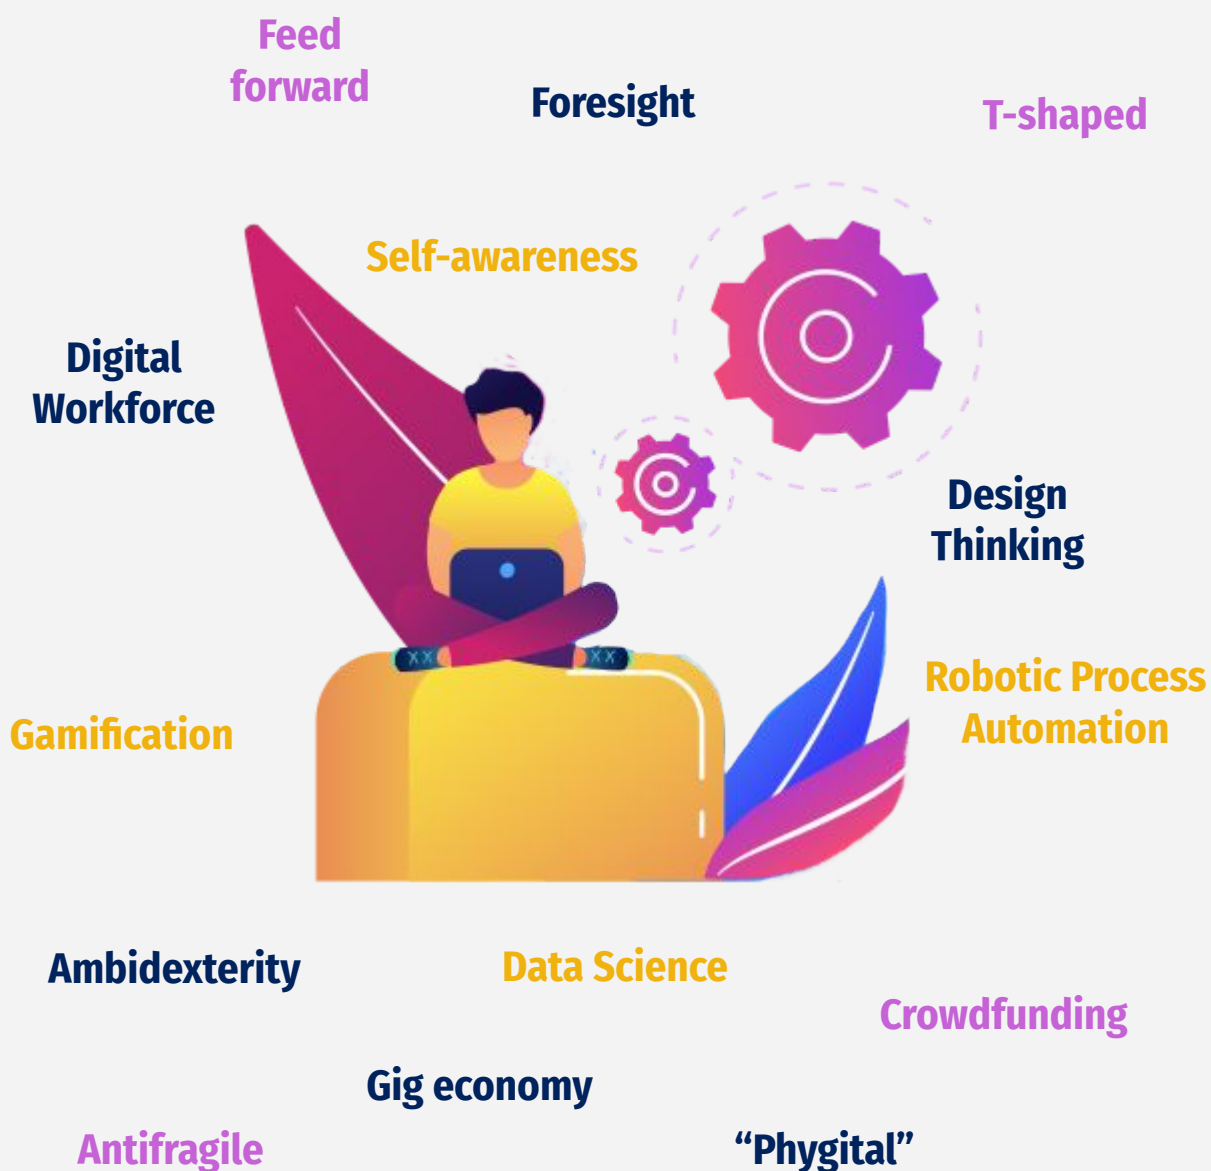 Feed
forward
Foresight
T-shaped
Self-awareness
Digital
Workforce
Design
Thinking
Robotic Process
Automation
Gamification
Ambidexterity
Data Science
Crowdfunding
Gig economy
Antifragile
“Phygital”